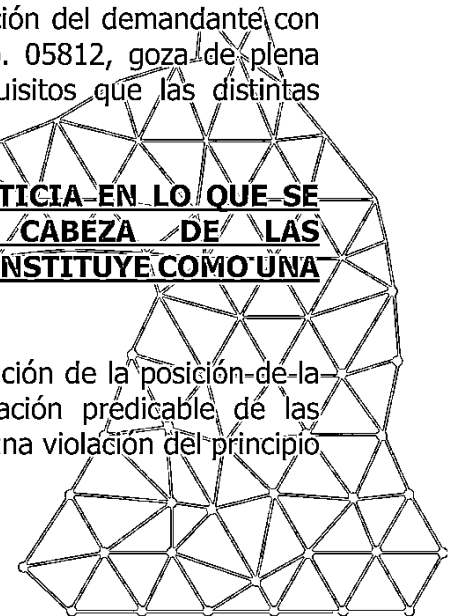 ción del demandante con
o. 05812, goza de plena
uisitos que las distintas
TICIA EN LO QUE SE
CABEZA DE LAS
NSTITUYE COMO UNA
ción de la posición de la
ación predicable de las
una violación del principio